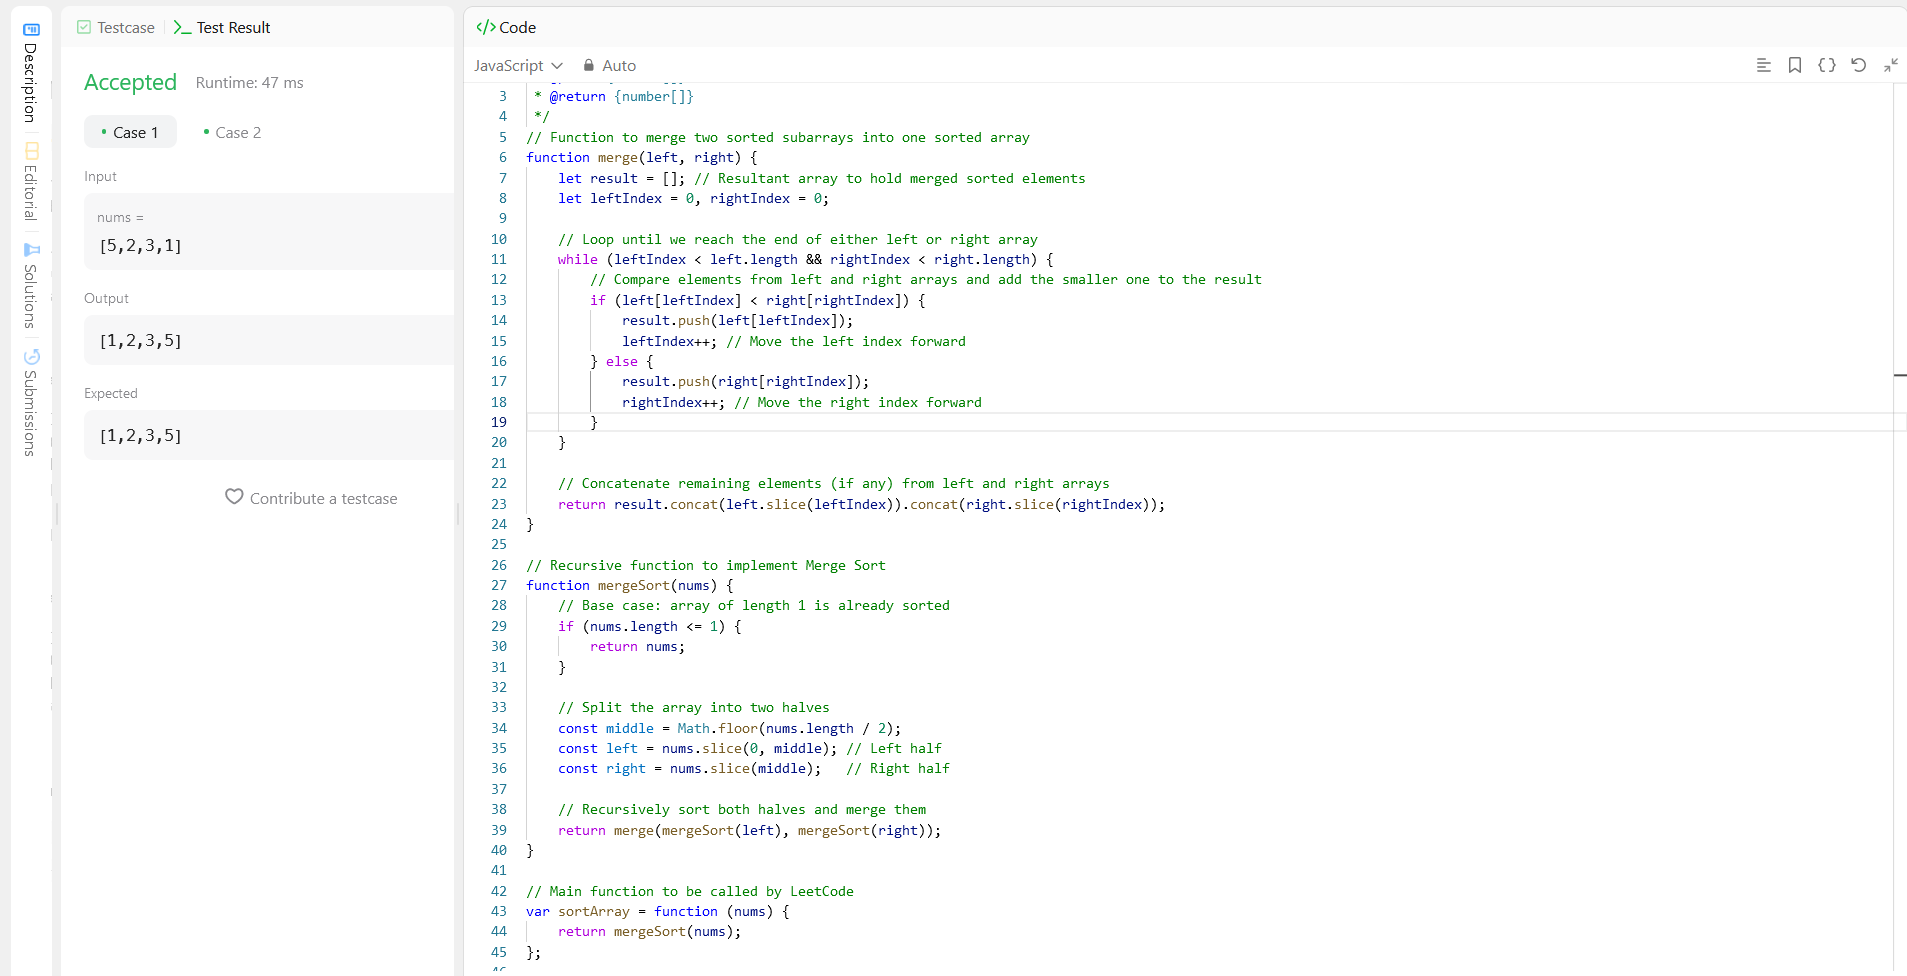 Description
Editorial
Solutions
Submissions
Testcase
Test Result
Accepted Runtime: 47 ms
Case 1
Case 2
Input
nums =
[5,2,3,1]
Output
[1,2,3,5]
Expected
[1,2,3,5]
Contribute a testcase
</> Code
JavaScript
Auto
{}
3 * @return {number[]}
4 */
5 // Function to merge two sorted subarrays into one sorted array
6 function merge(left, right) {
7     let result = []; // Resultant array to hold merged sorted elements
8     let leftIndex = 0, rightIndex = 0;
9
10     // Loop until we reach the end of either left or right array
11     while (leftIndex < left.length && rightIndex < right.length) {
12         // Compare elements from left and right arrays and add the smaller one to the result
13         if (left[leftIndex] < right[rightIndex]) {
14             result.push(left[leftIndex]);
15             leftIndex++; // Move the left index forward
16         } else {
17             result.push(right[rightIndex]);
18             rightIndex++; // Move the right index forward
19         }
20     }
21
22     // Concatenate remaining elements (if any) from left and right arrays
23     return result.concat(left.slice(leftIndex)).concat(right.slice(rightIndex));
24 }
25
26 // Recursive function to implement Merge Sort
27 function mergeSort(nums) {
28     // Base case: array of length 1 is already sorted
29     if (nums.length <= 1) {
30         return nums;
31     }
32
33     // Split the array into two halves
34     const middle = Math.floor(nums.length / 2);
35     const left = nums.slice(0, middle); // Left half
36     const right = nums.slice(middle);   // Right half
37
38     // Recursively sort both halves and merge them
39     return merge(mergeSort(left), mergeSort(right));
40 }
41
42 // Main function to be called by LeetCode
43 var sortArray = function (nums) {
44     return mergeSort(nums);
45 };